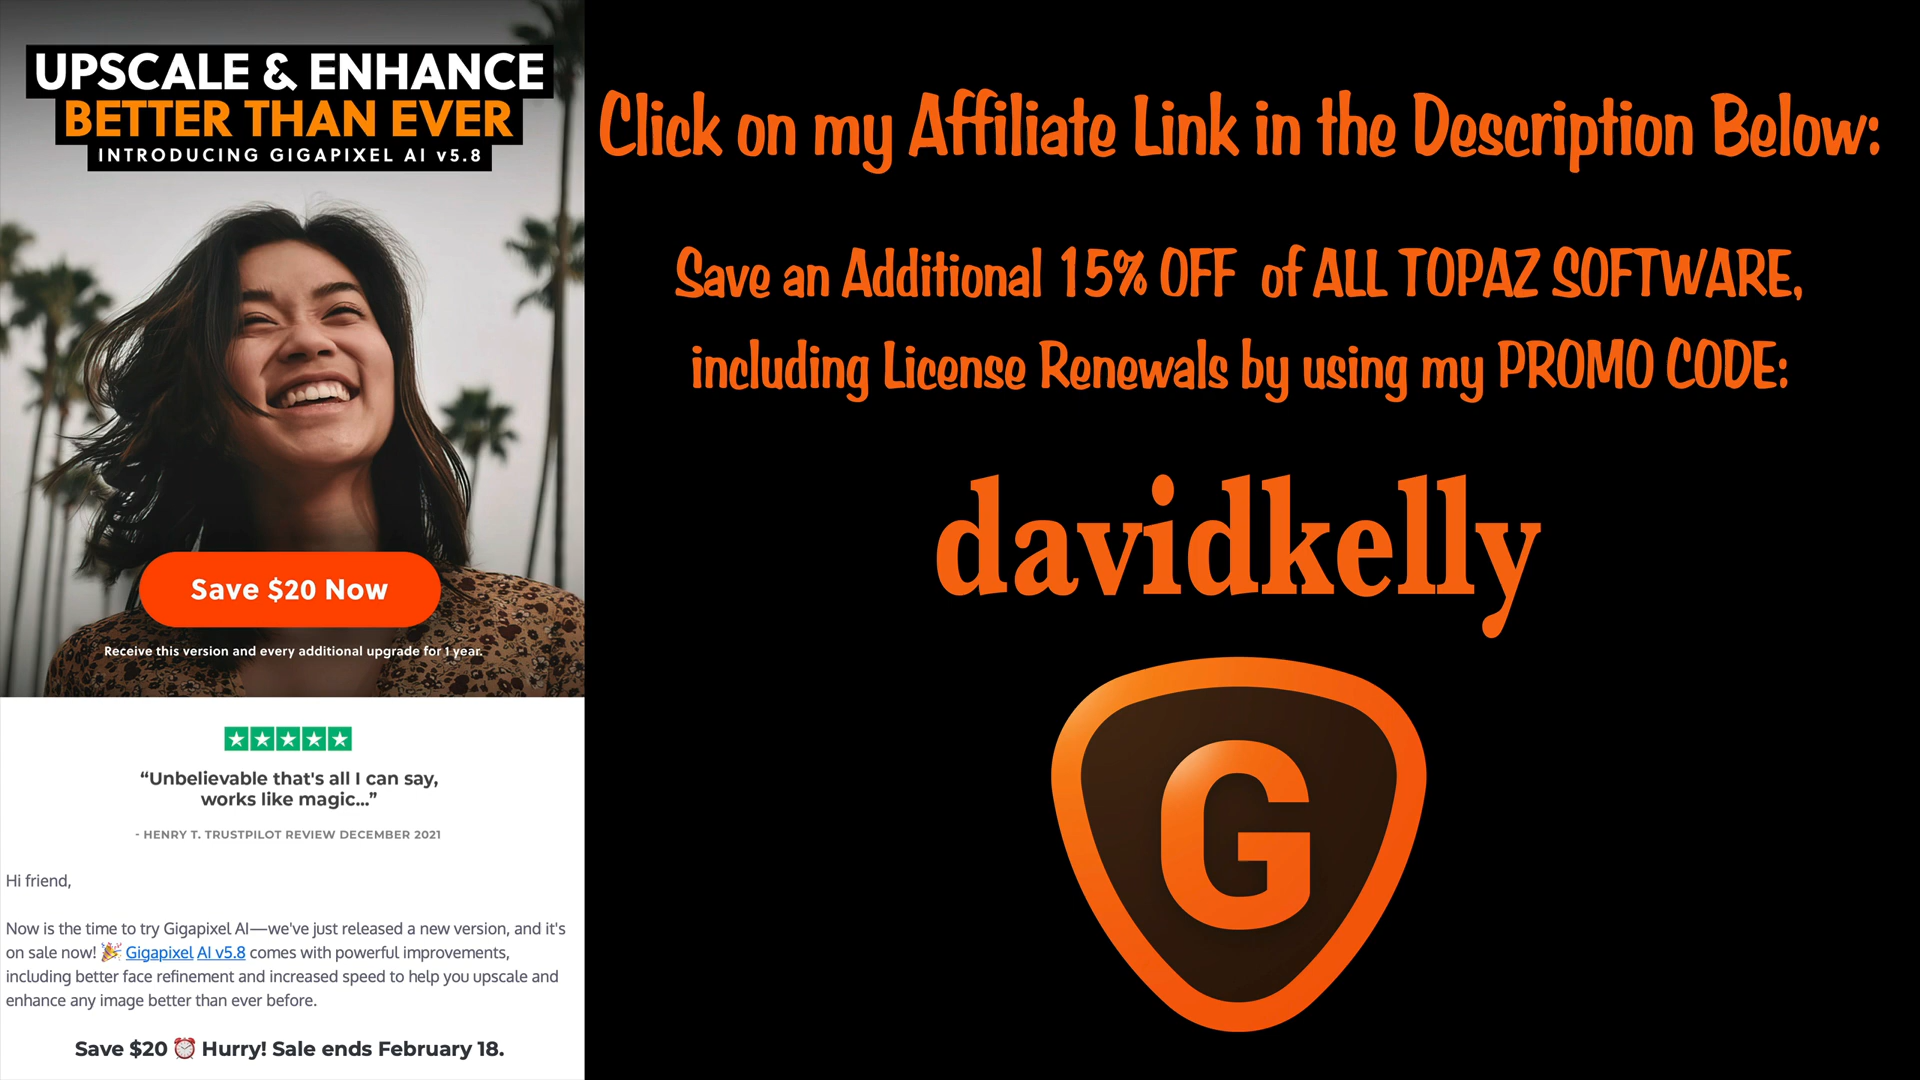 UPSCALE & ENHANCE
BETTER THAN EVER
INTRODUCING GIGAPIXEL AI v5.8
Save $20 Now
Receive this version and every additional upgrade for 1 year.
“Unbelievable that's all I can say,
works like magic...”
- HENRY T. TRUSTPILOT REVIEW DECEMBER 2021
Hi friend,
Now is the time to try Gigapixel AI—we've just released a new version, and it's
on sale now! 🎉 Gigapixel AI v5.8 comes with powerful improvements,
including better face refinement and increased speed to help you upscale and
enhance any image better than ever before.
Save $20 ⏰ Hurry! Sale ends February 18.
Click on my Affiliate Link in the Description Below:
Save an Additional 15% OFF of ALL TOPAZ SOFTWARE,
including License Renewals by using my PROMO CODE:
davidkelly
G